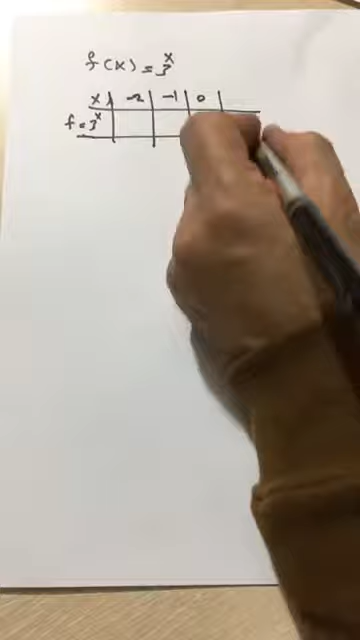 f(x) = 3^x
x | -2 | -1 | 0 |
f = 3^x